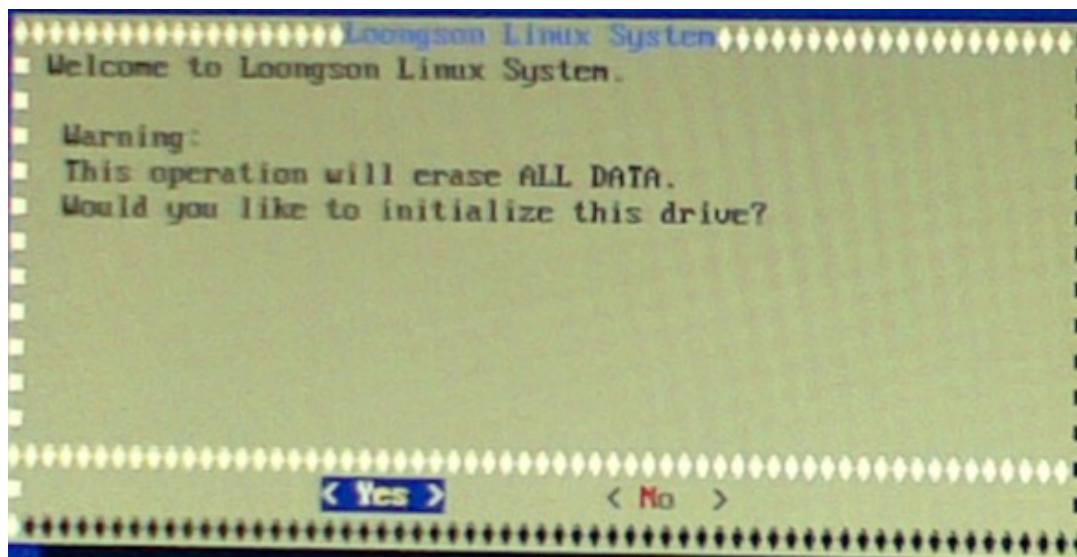 Loongson Linux System
Welcome to Loongson Linux System.
Warning:
This operation will erase ALL DATA.
Would you like to initialize this drive?
< Yes > < No >